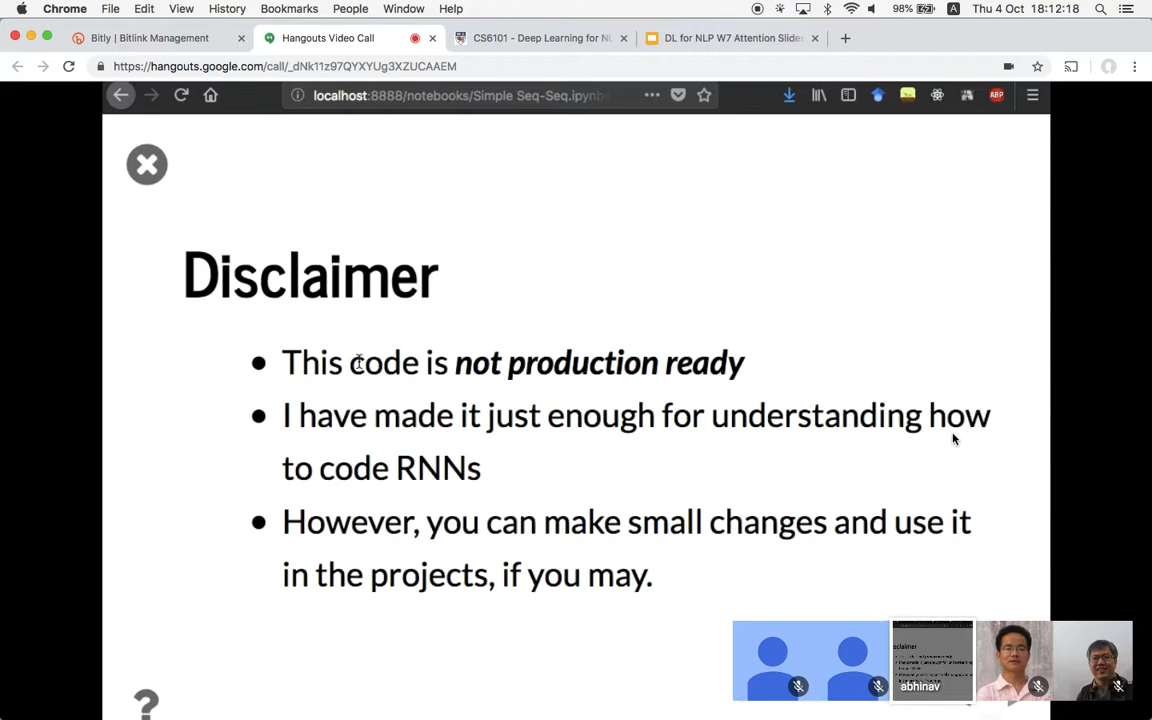 Chrome File Edit View History Bookmarks People Window Help 98% A Thu 4 Oct 18:12:18
Bitly | Bitlink Management
Hangouts Video Call
CS6101 - Deep Learning for NL
DL for NLP W7 Attention Slides
https://hangouts.google.com/call/_dNk11z97QYXYUg3XZUCAAEM
localhost:8888/notebooks/Simple Seq-Seq.ipynb
ABP
Disclaimer
• This code is not production ready
• I have made it just enough for understanding how
to code RNNs
• However, you can make small changes and use it
in the projects, if you may.
?
sclaimer
abhinav